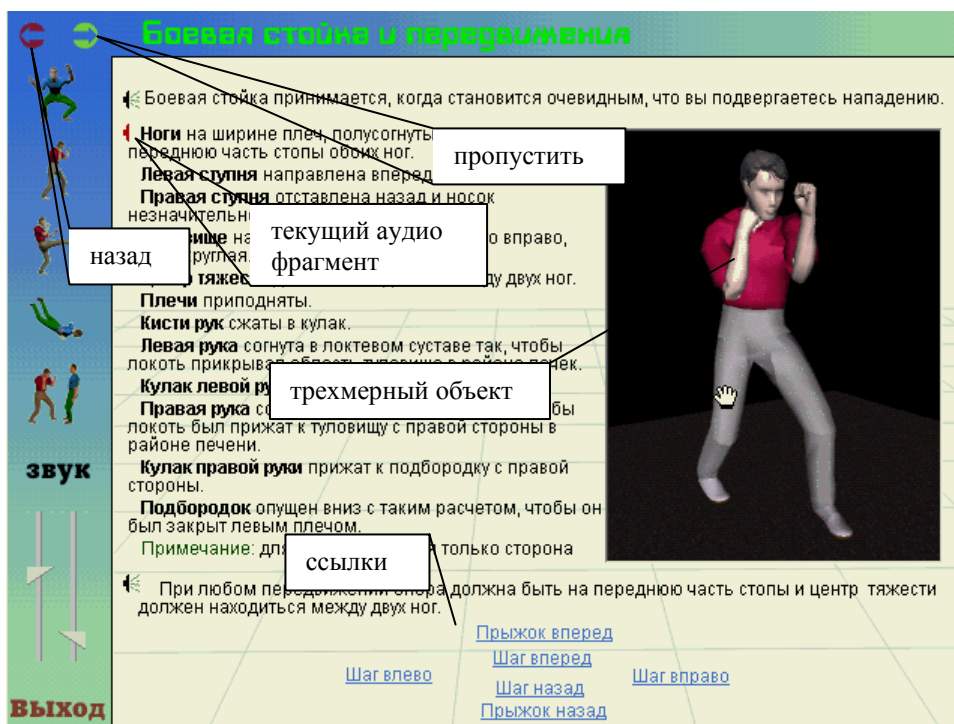 Боевая стойка и передвижения
Боевая стойка принимается, когда становится очевидным, что вы подвергаетесь нападению.
Ноги на ширине плеч, полусогнуты
переднюю часть стопы обоих ног.
пропустить
Левая ступня направлена вперед
Правая ступня отставлена назад и носок
незначительно
текущий аудио
фрагмент
назад
вправо,
круглая.
тяжес
двух ног.
Плечи приподняты.
Кисти рук сжаты в кулак.
Левая рука согнута в локтевом суставе так, чтобы
локоть прикрывал область туловища в районе почек.
трехмерный объект
Кулак левой ру
Правая рука со
локоть был прижат к туловищу с правой стороны в
районе печени.
Кулак правой руки прижат к подбородку с правой
стороны.
Подбородок опущен вниз с таким расчетом, чтобы он
был закрыт левым плечом.
Примечание: для только сторона
ссылки
При любом передвижении опора должна быть на переднюю часть стопы и центр тяжести
должен находиться между двух ног.
Прыжок вперед
Шаг вперед
Шаг влево
Шаг вправо
Шаг назад
Прыжок назад
звук
Выход